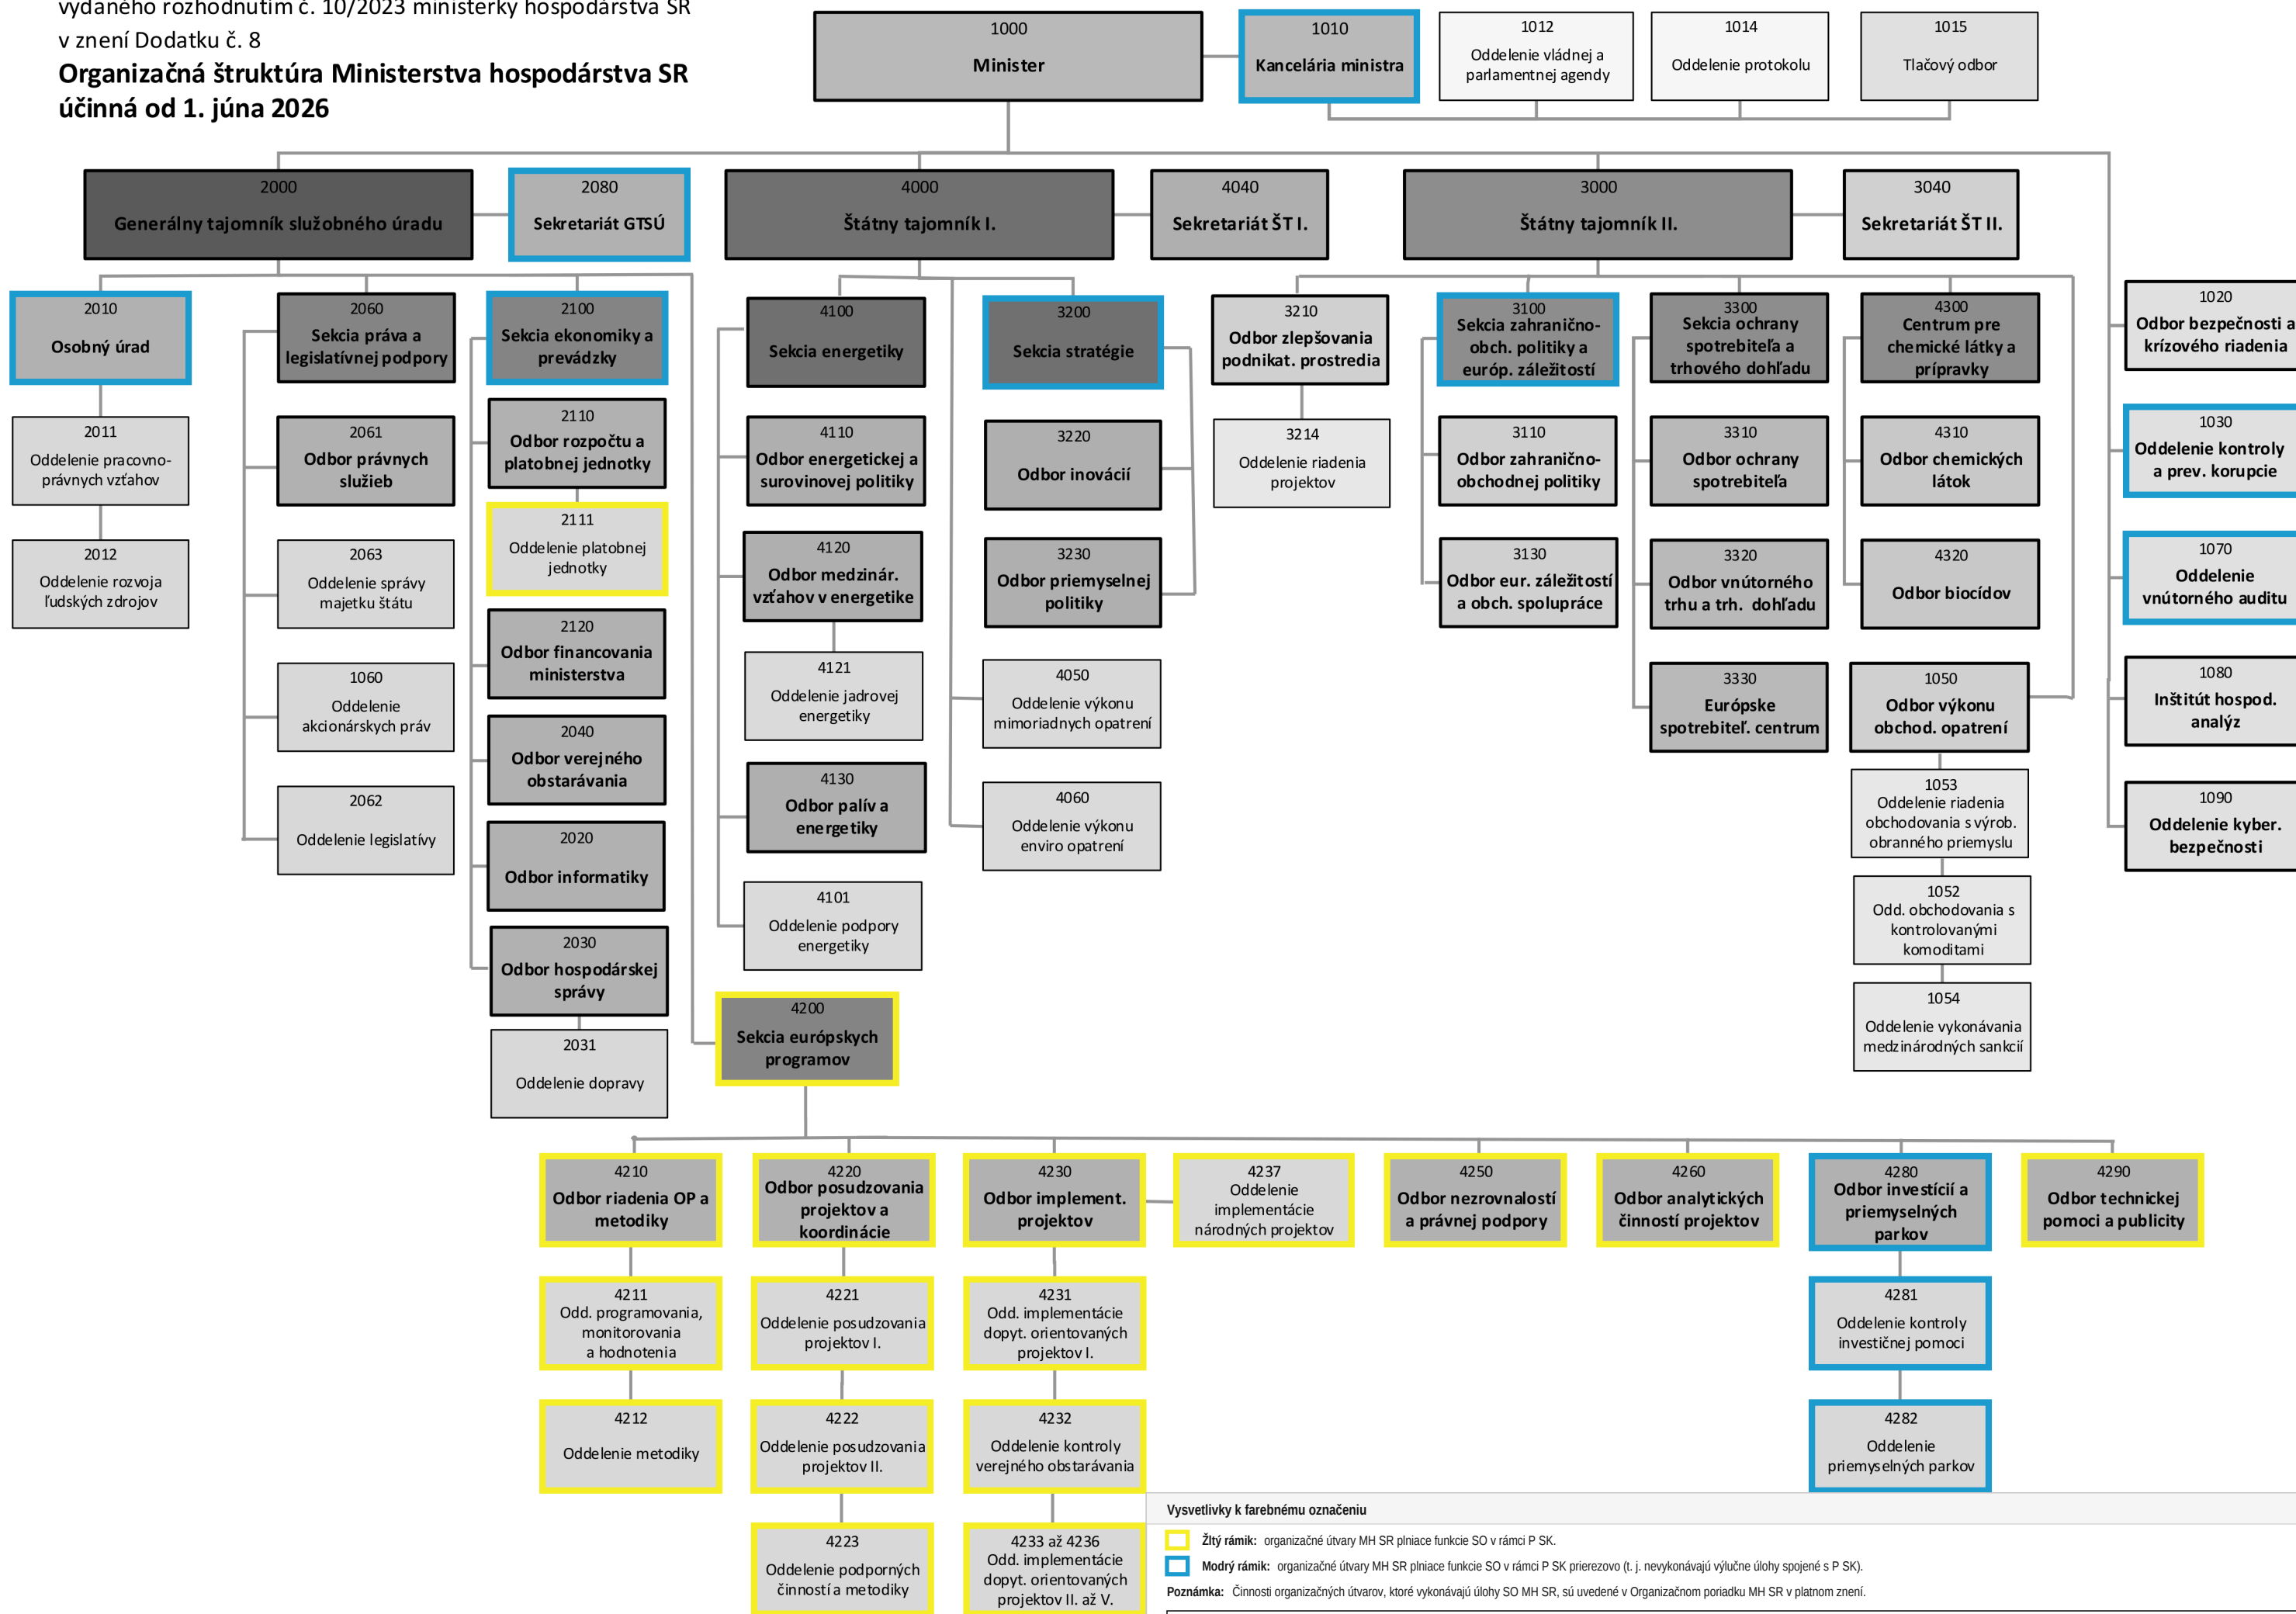 vydaného rozhodnutím č. 10/2023 ministerky hospodárstva SR
v znení Dodatku č. 8
Organizačná štruktúra Ministerstva hospodárstva SR
účinná od 1. júna 2026
1000
Minister
1010
Kancelária ministra
1012
Oddelenie vládnej a
parlamentnej agendy
1014
Oddelenie protokolu
1015
Tlačový odbor
2000
Generálny tajomník služobného úradu
2080
Sekretariát GTSÚ
4000
Štátny tajomník I.
4040
Sekretariát ŠT I.
3000
Štátny tajomník II.
3040
Sekretariát ŠT II.
2010
Osobný úrad
2011
Oddelenie pracovno-
právnych vzťahov
2012
Oddelenie rozvoja
ľudských zdrojov
2060
Sekcia práva a
legislatívnej podpory
2061
Odbor právnych
služieb
2063
Oddelenie správy
majetku štátu
1060
Oddelenie
akcionárskych práv
2062
Oddelenie legislatívy
2100
Sekcia ekonomiky a
prevádzky
2110
Odbor rozpočtu a
platobnej jednotky
2111
Oddelenie platobnej
jednotky
2120
Odbor financovania
ministerstva
2040
Odbor verejného
obstarávania
2020
Odbor informatiky
2030
Odbor hospodárskej
správy
2031
Oddelenie dopravy
4100
Sekcia energetiky
4110
Odbor energetickej a
surovinovej politiky
4120
Odbor medzinár.
vzťahov v energetike
4121
Oddelenie jadrovej
energetiky
4130
Odbor palív a
energetiky
4101
Oddelenie podpory
energetiky
3200
Sekcia stratégie
3220
Odbor inovácií
3230
Odbor priemyselnej
politiky
4050
Oddelenie výkonu
mimoriadnych opatrení
4060
Oddelenie výkonu
enviro opatrení
3210
Odbor zlepšovania
podnikat. prostredia
3214
Oddelenie riadenia
projektov
3100
Sekcia zahranično-
obch. politiky a
európ. záležitostí
3110
Odbor zahranično-
obchodnej politiky
3130
Odbor eur. záležitostí
a obch. spolupráce
3300
Sekcia ochrany
spotrebiteľa a
trhového dohľadu
3310
Odbor ochrany
spotrebiteľa
3320
Odbor vnútorného
trhu a trh. dohľadu
3330
Európske
spotrebiteľ. centrum
4300
Centrum pre
chemické látky a
prípravky
4310
Odbor chemických
látok
4320
Odbor biocídov
1050
Odbor výkonu
obchod. opatrení
1053
Oddelenie riadenia
obchodovania s výrob.
obranného priemyslu
1052
Odd. obchodovania s
kontrolovanými
komoditami
1054
Oddelenie vykonávania
medzinárodných sankcií
1020
Odbor bezpečnosti a
krízového riadenia
1030
Oddelenie kontroly
a prev. korupcie
1070
Oddelenie
vnútorného auditu
1080
Inštitút hospod.
analýz
1090
Oddelenie kyber.
bezpečnosti
4200
Sekcia európskych
programov
4210
Odbor riadenia OP a
metodiky
4220
Odbor posudzovania
projektov a
koordinácie
4230
Odbor implement.
projektov
4237
Oddelenie
implementácie
národných projektov
4250
Odbor nezrovnalostí
a právnej podpory
4260
Odbor analytických
činností projektov
4280
Odbor investícií a
priemyselných
parkov
4290
Odbor technickej
pomoci a publicity
4211
Odd. programovania,
monitorovania
a hodnotenia
4221
Oddelenie posudzovania
projektov I.
4231
Odd. implementácie
dopyt. orientovaných
projektov I.
4281
Oddelenie kontroly
investičnej pomoci
4212
Oddelenie metodiky
4222
Oddelenie posudzovania
projektov II.
4232
Oddelenie kontroly
verejného obstarávania
4282
Oddelenie
priemyselných parkov
4223
Oddelenie podporných
činností a metodiky
4233 až 4236
Odd. implementácie
dopyt. orientovaných
projektov II. až V.
Vysvetlivky k farebnému označeniu
Žltý rámik: organizačné útvary MH SR plniace funkcie SO v rámci P SK.
Modrý rámik: organizačné útvary MH SR plniace funkcie SO v rámci P SK prierezovo (t. j. nevykonávajú výlučne úlohy spojené s P SK).
Poznámka: Činnosti organizačných útvarov, ktoré vykonávajú úlohy SO MH SR, sú uvedené v Organizačnom poriadku MH SR v platnom znení.